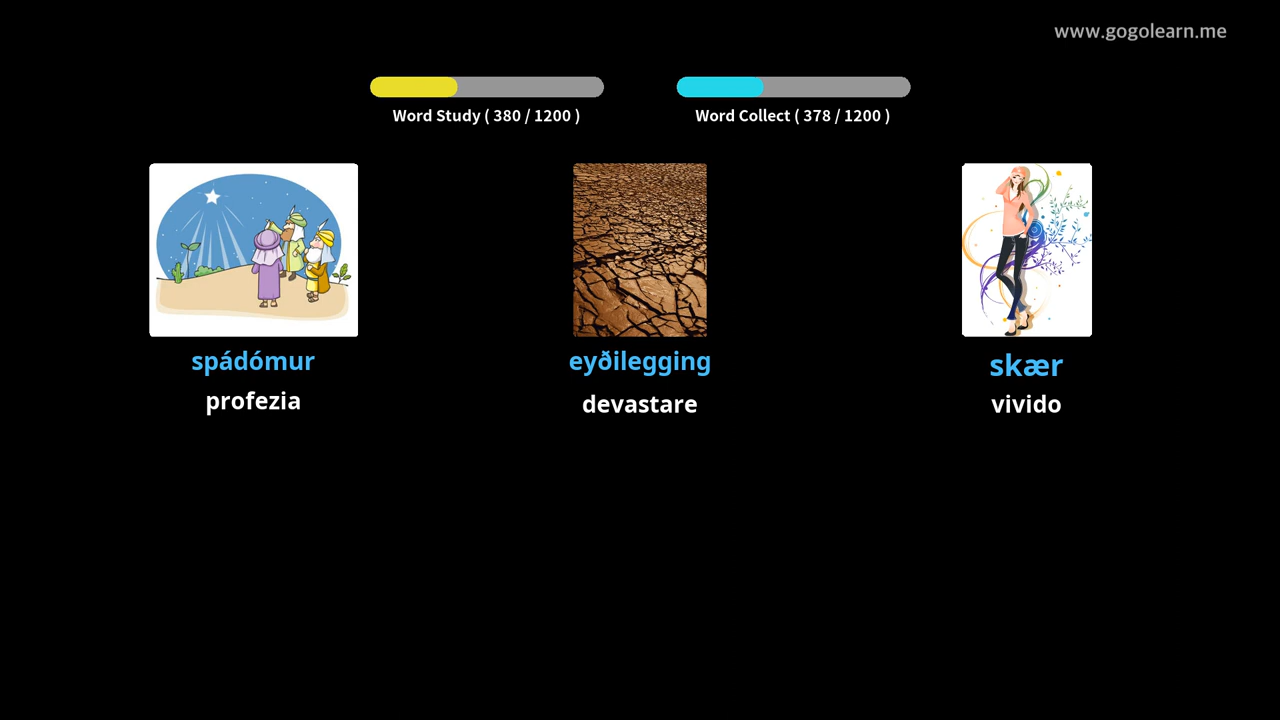 www.gogolearn.me
Word Study ( 380 / 1200 )
Word Collect ( 378 / 1200 )
spádómur
profezia
eyðilegging
devastare
skær
vivido